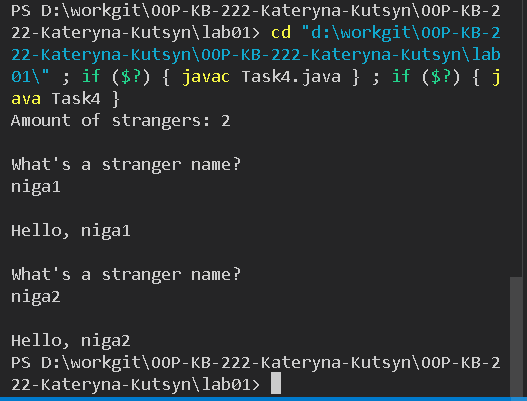 PS D:\workgit\OOP-KB-222-Kateryna-Kutsyn\OOP-KB-2
22-Kateryna-Kutsyn\lab01> cd "d:\workgit\OOP-KB-2
22-Kateryna-Kutsyn\OOP-KB-222-Kateryna-Kutsyn\lab
01\" ; if ($?) { javac Task4.java } ; if ($?) { j
ava Task4 }
Amount of strangers: 2
What's a stranger name?
niga1
Hello, niga1
What's a stranger name?
niga2
Hello, niga2
PS D:\workgit\OOP-KB-222-Kateryna-Kutsyn\OOP-KB-2
22-Kateryna-Kutsyn\lab01>